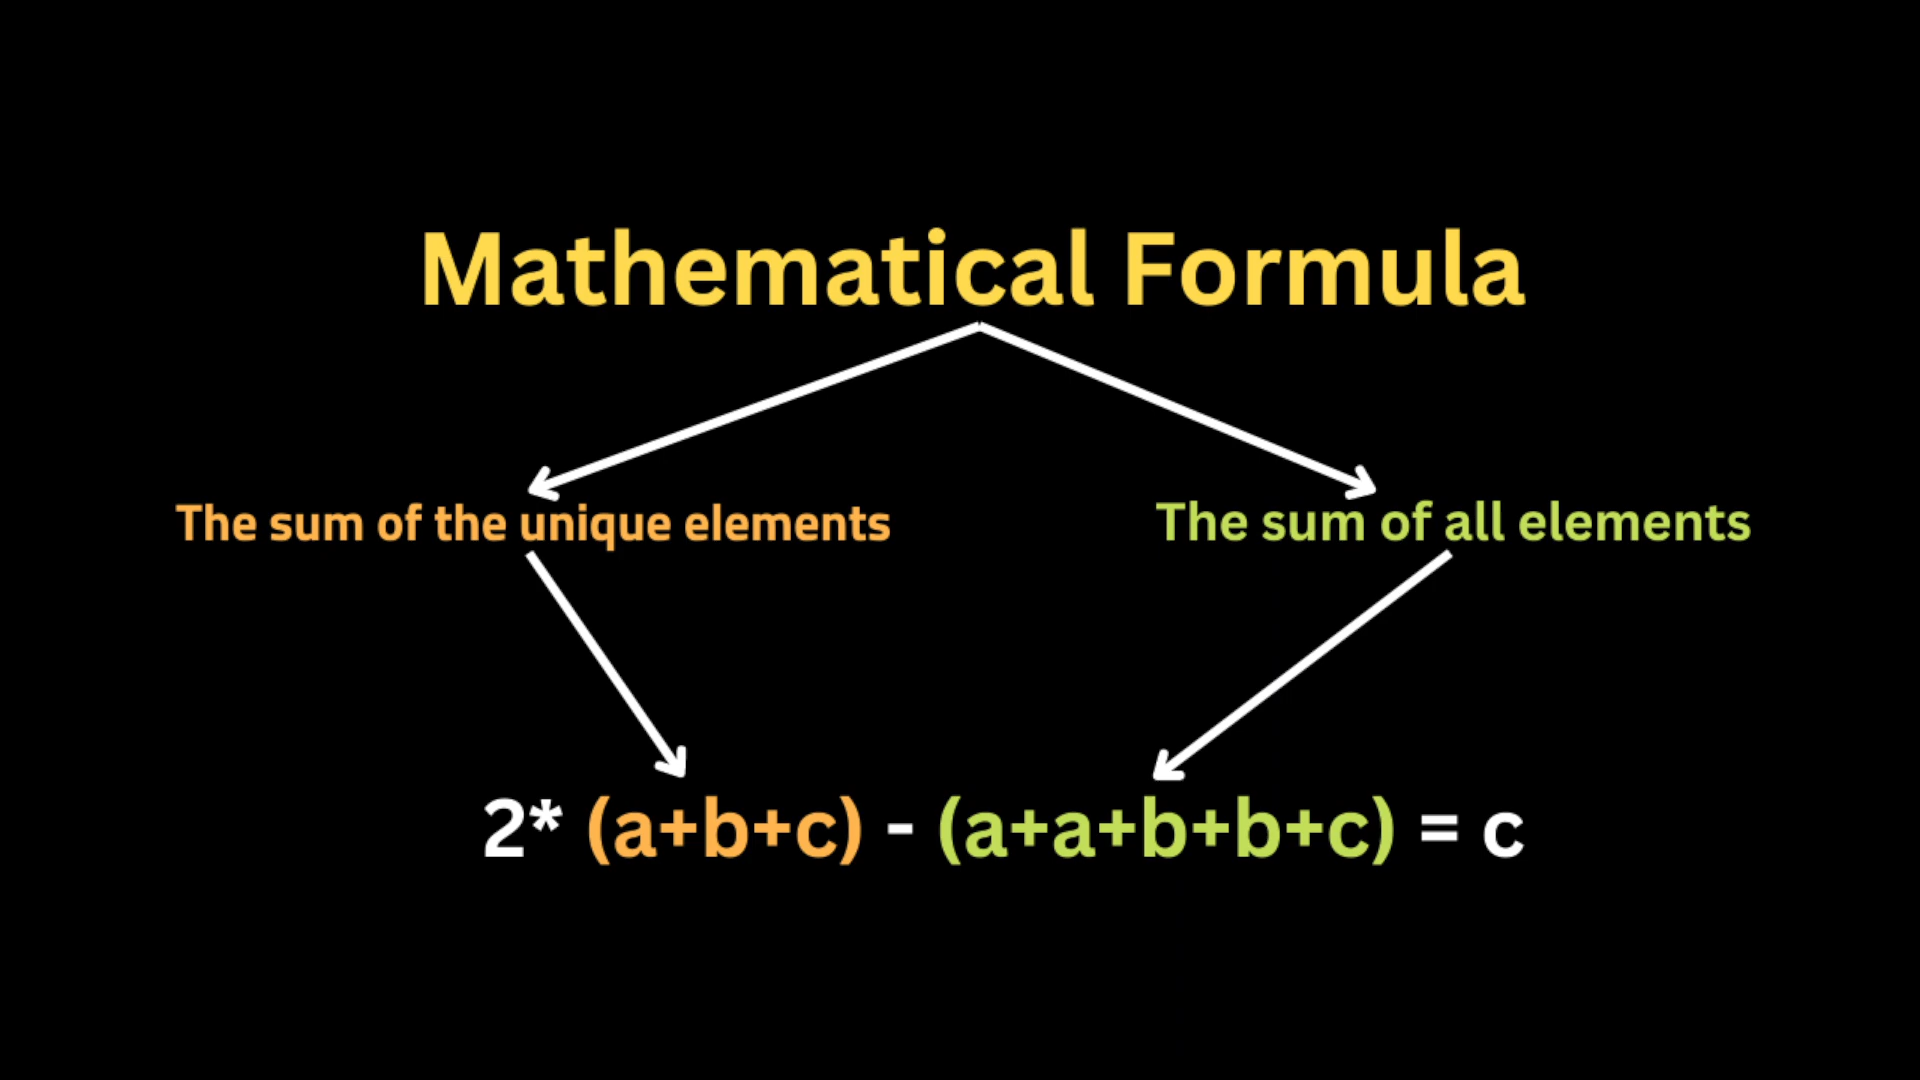 Mathematical Formula
The sum of the unique elements
The sum of all elements
2* (a+b+c) - (a+a+b+b+c) = c